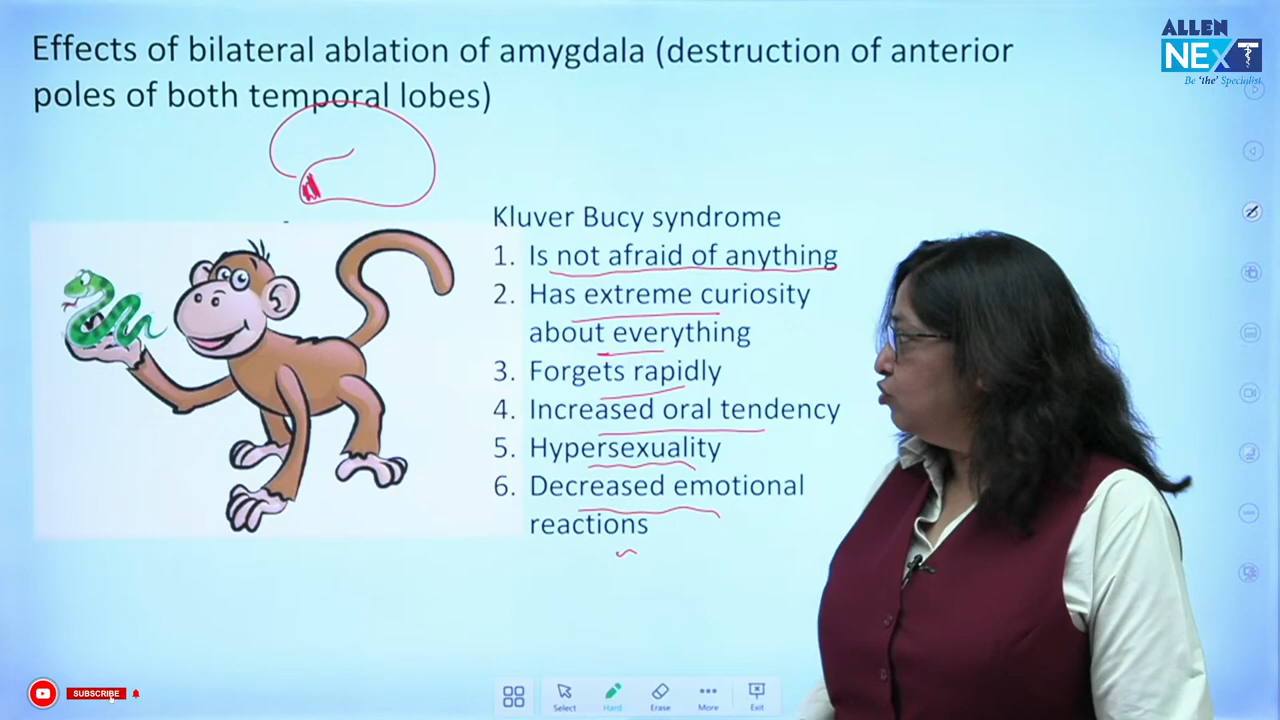 Effects of bilateral ablation of amygdala (destruction of anterior
poles of both temporal lobes)
ALLEN
NEXT
Be 'the' Specialist
Kluver Bucy syndrome
1. Is not afraid of anything
2. Has extreme curiosity
about everything
3. Forgets rapidly
4. Increased oral tendency
5. Hypersexuality
6. Decreased emotional
reactions
SUBSCRIBE
Select
Hard
Erase
More
Exit